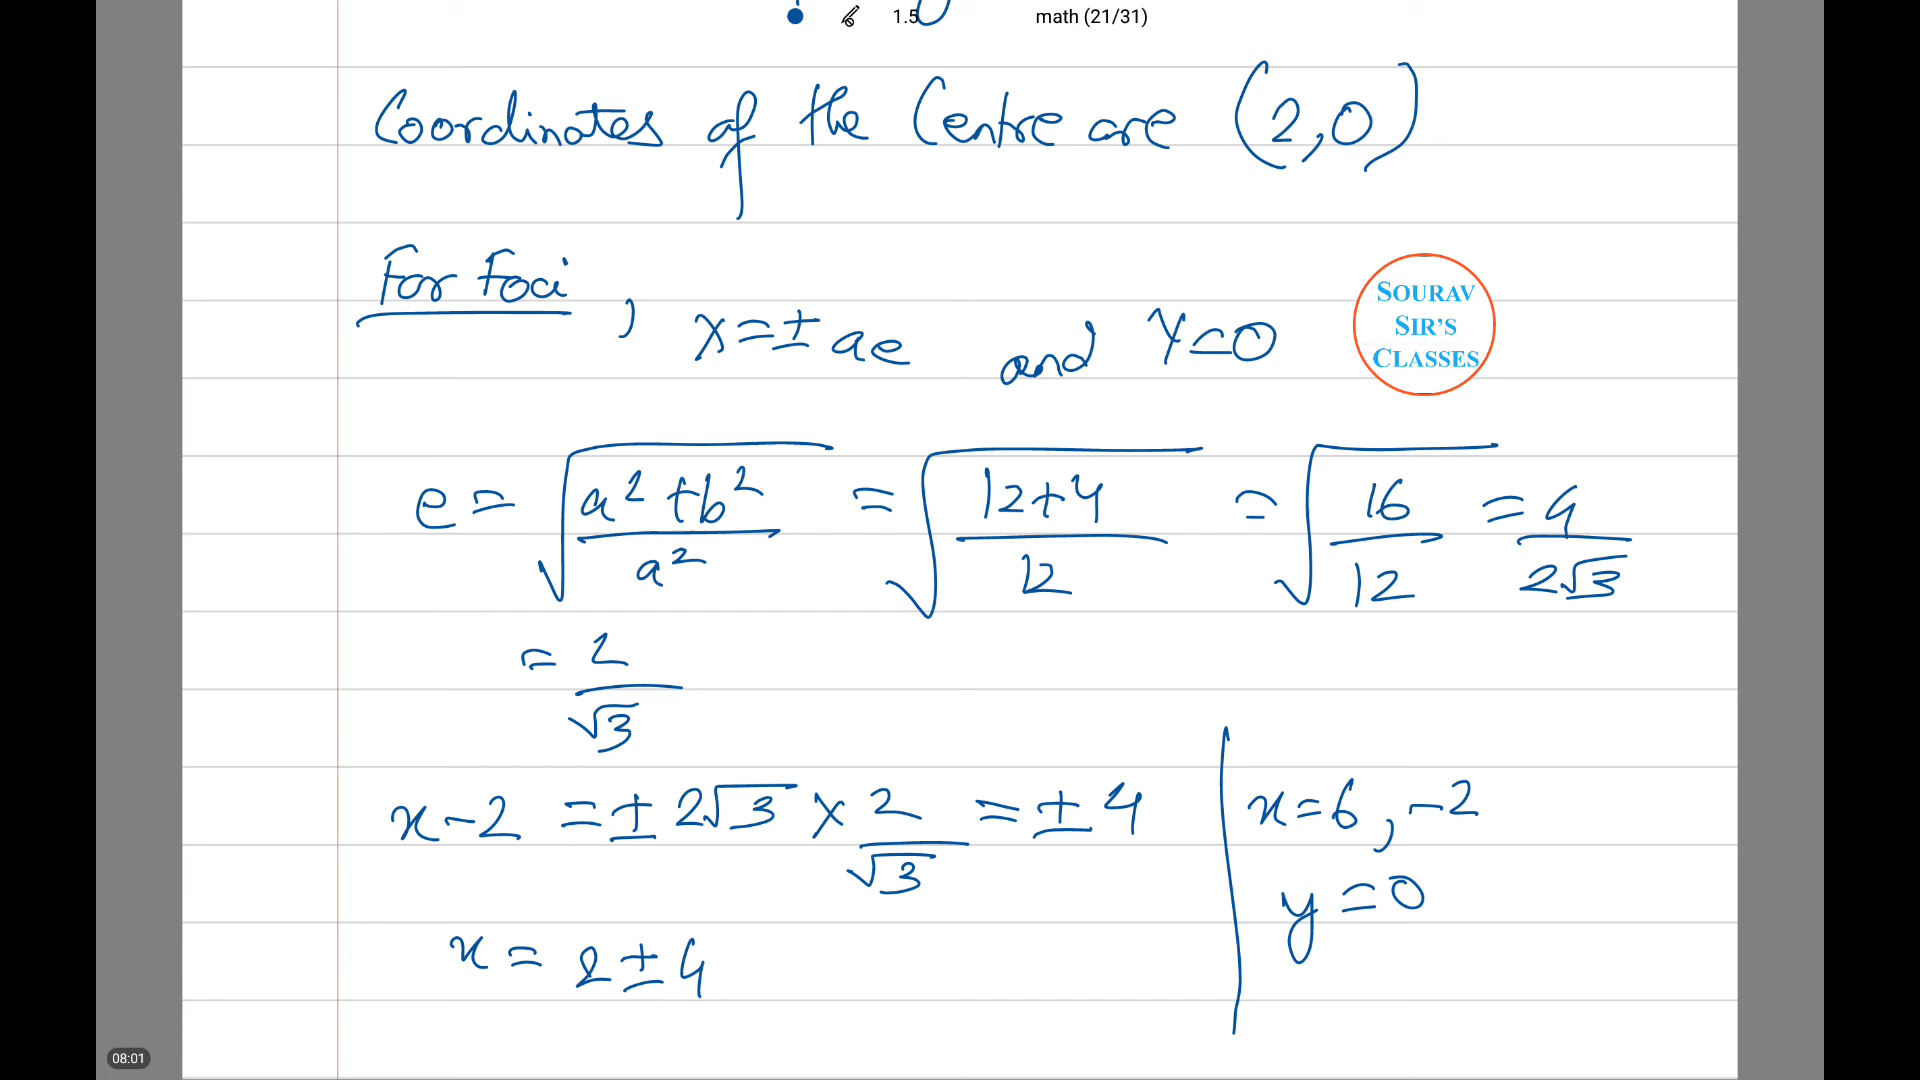 1.5 math (21/31)
Coordinates of the Centre are (2,0)
For Foci, X=±ae and Y=0
SOURAV
SIR'S
CLASSES
e = √((a²+b²)/a²) = √((12+4)/12) = √(16/12) = 4/(2√3)
= 2/√3
x-2 = ± 2√3 × 2/√3 = ± 4
x=6, -2
y=0
x = 2±4
08:01